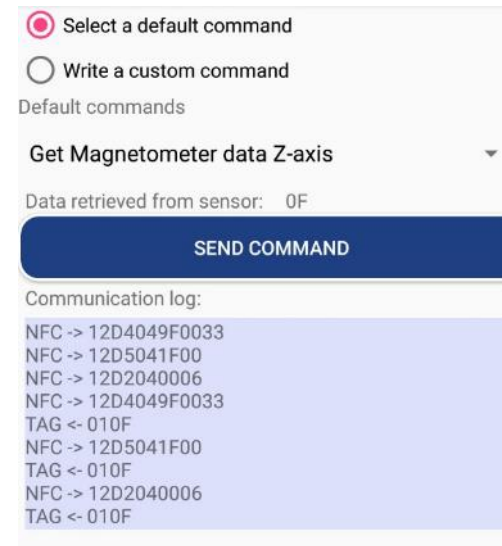 Select a default command
Write a custom command
Default commands
Get Magnetometer data Z-axis
Data retrieved from sensor: 0F
SEND COMMAND
Communication log:
NFC -> 12D4049F0033
NFC -> 12D5041F00
NFC -> 12D2040006
NFC -> 12D4049F0033
TAG <- 010F
NFC -> 12D5041F00
TAG <- 010F
NFC -> 12D2040006
TAG <- 010F